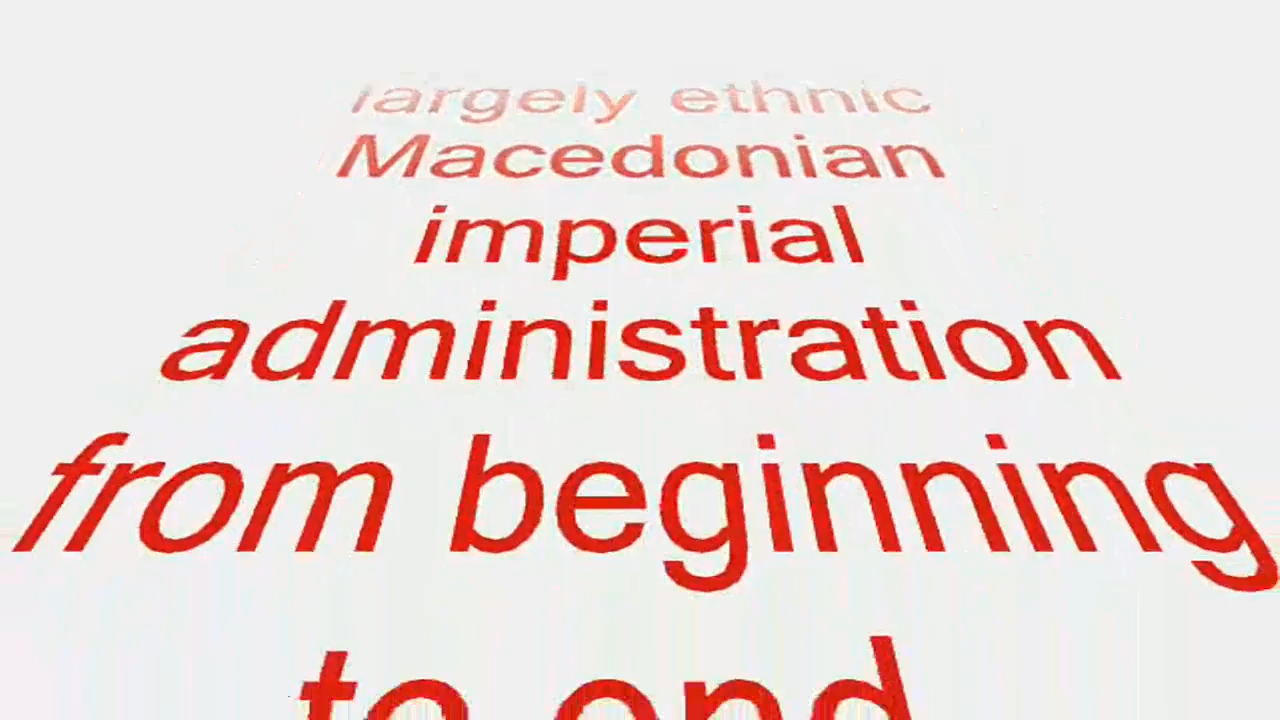 largely ethnic
Macedonian
imperial
administration
from beginning
to end